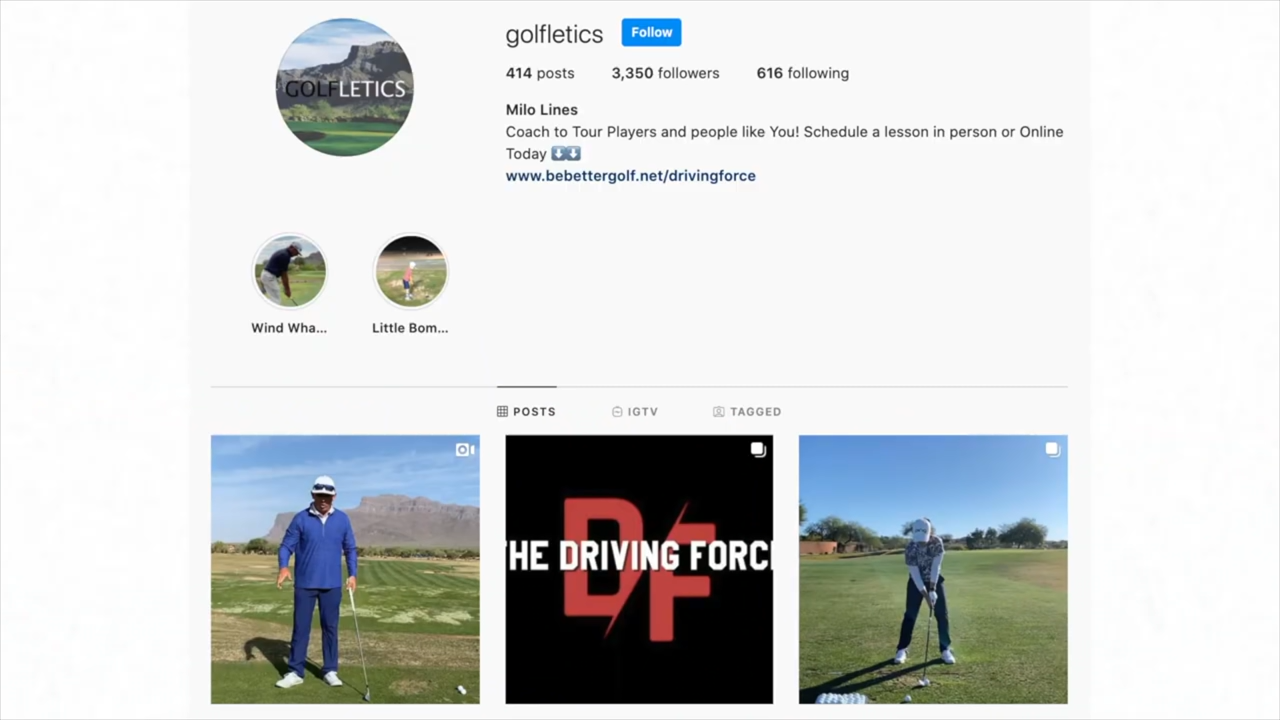 golfletics Follow
414 posts 3,350 followers 616 following
GOLFLETICS
Milo Lines
Coach to Tour Players and people like You! Schedule a lesson in person or Online
Today ⬇️⬇️
www.bebettergolf.net/drivingforce
Wind Wha... Little Bom...
POSTS IGTV TAGGED
DF
THE DRIVING FORCE